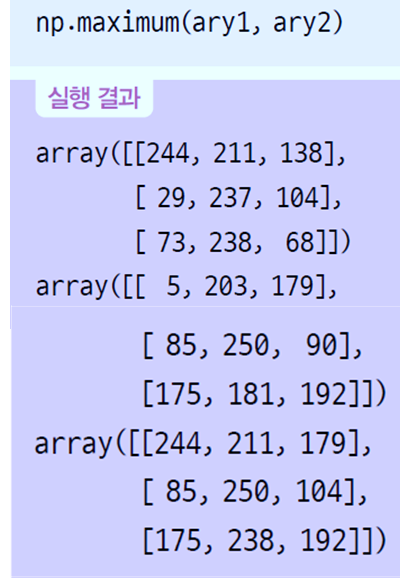 np.maximum(ary1, ary2)
실행 결과
array([[244, 211, 138],
[ 29, 237, 104],
[ 73, 238, 68]])
array([[ 5, 203, 179],
[ 85, 250, 90],
[175, 181, 192]])
array([[244, 211, 179],
[ 85, 250, 104],
[175, 238, 192]])